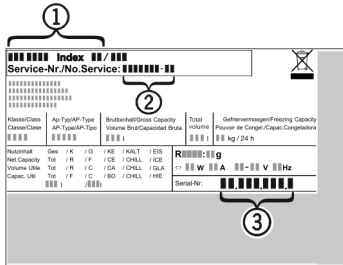 1
Index /
Service-Nr./No.Service: -
2
Klasse/Class Ap-Typ/AP-Type Bruttoinhalt/Gross Capacity Total Gefriervermogen/Freezing Capacity
Classe/Clase AP-Type/AP-Tipo Volume Brut/Capacidad Bruta volume Pouvoir de Congel./Capac.Congeladora
l l kg / 24 h
Nutzinhalt Ges / K / G / KE / KALT / EIS
Net.Capacity Tot / R / F / CE / CHILL / ICE
Volume Utile Tot / R / C / CA / CHILL / GLA
Capac. Util Tot / F / C / BO / CHILL / HIE
l / l
R : g
W A - V Hz
Serial-Nr. . . .
3